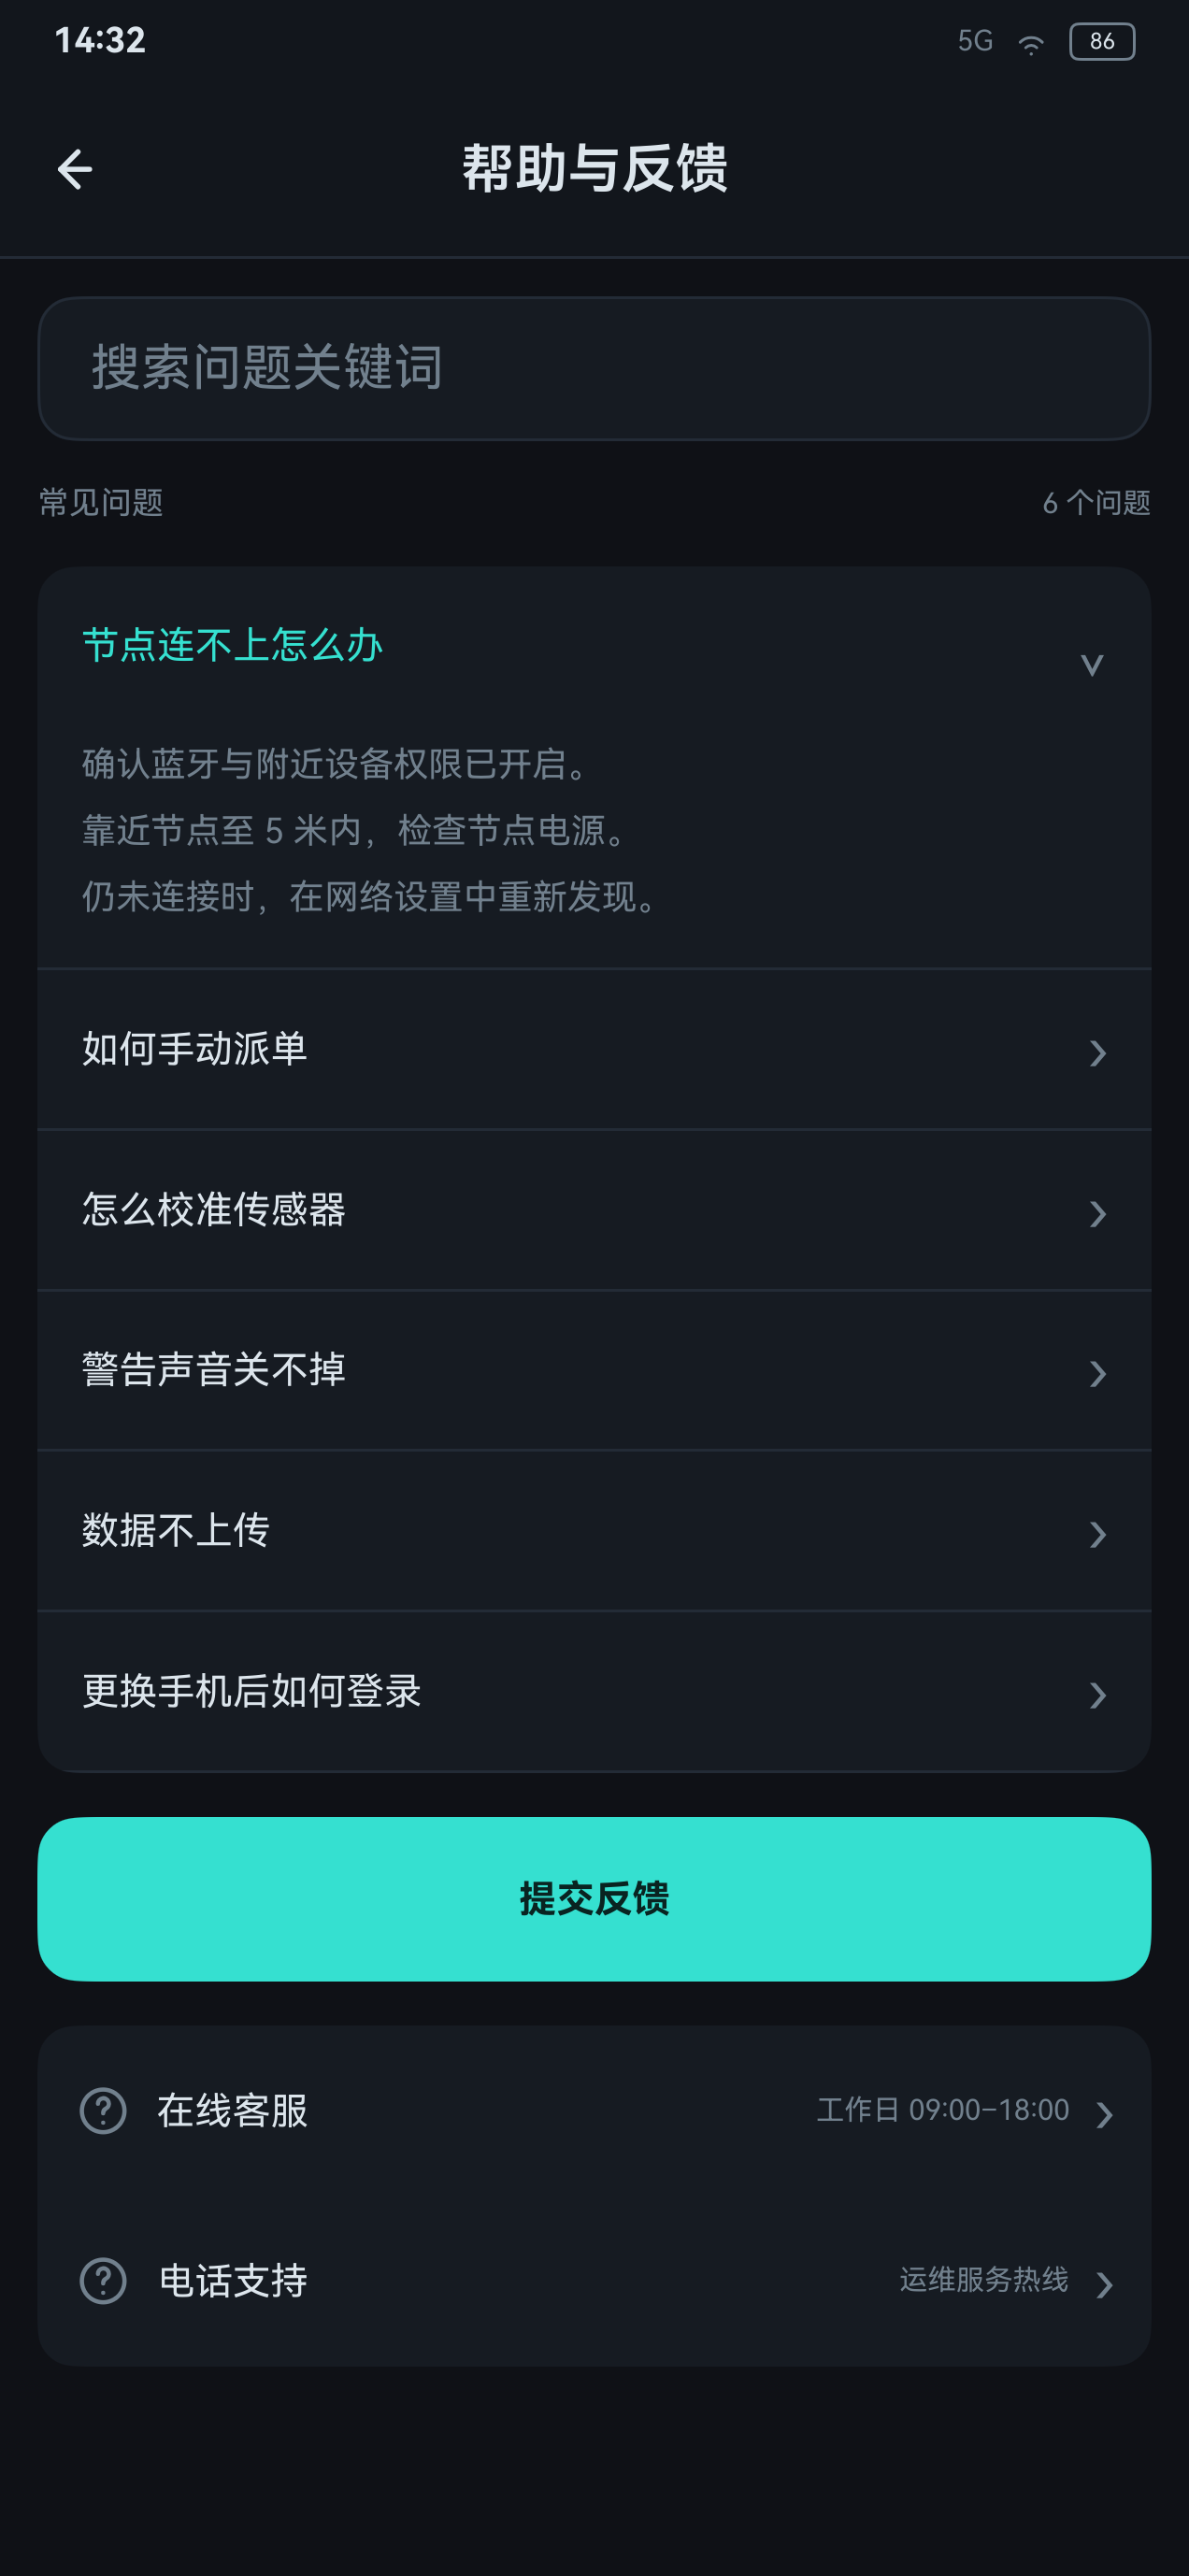 14:32
5G
86
帮助与反馈
搜索问题关键词
常见问题
6 个问题
节点连不上怎么办
确认蓝牙与附近设备权限已开启。
靠近节点至 5 米内，检查节点电源。
仍未连接时，在网络设置中重新发现。
如何手动派单
怎么校准传感器
警告声音关不掉
数据不上传
更换手机后如何登录
提交反馈
在线客服
工作日 09:00–18:00
电话支持
运维服务热线